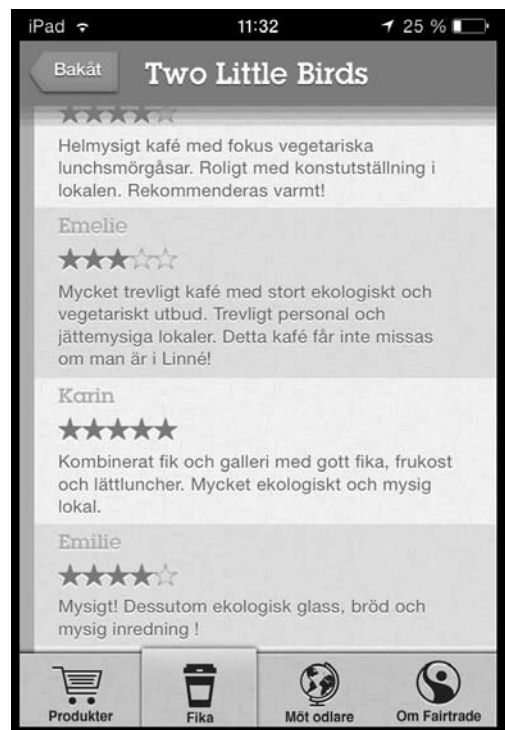 iPad 11:32 25 %
Bakåt Two Little Birds
Helmysigt kafé med fokus vegetariska
lunchsmörgåsar. Roligt med konstutställning i
lokalen. Rekommenderas varmt!
Emelie
Mycket trevligt kafé med stort ekologiskt och
vegetariskt utbud. Trevligt personal och
jättemysiga lokaler. Detta kafé får inte missas
om man är i Linné!
Karin
Kombinerat fik och galleri med gott fika, frukost
och lättluncher. Mycket ekologiskt och mysig
lokal.
Emilie
Mysigt! Dessutom ekologisk glass, bröd och
mysig inredning !
Produkter Fika Möt odlare Om Fairtrade